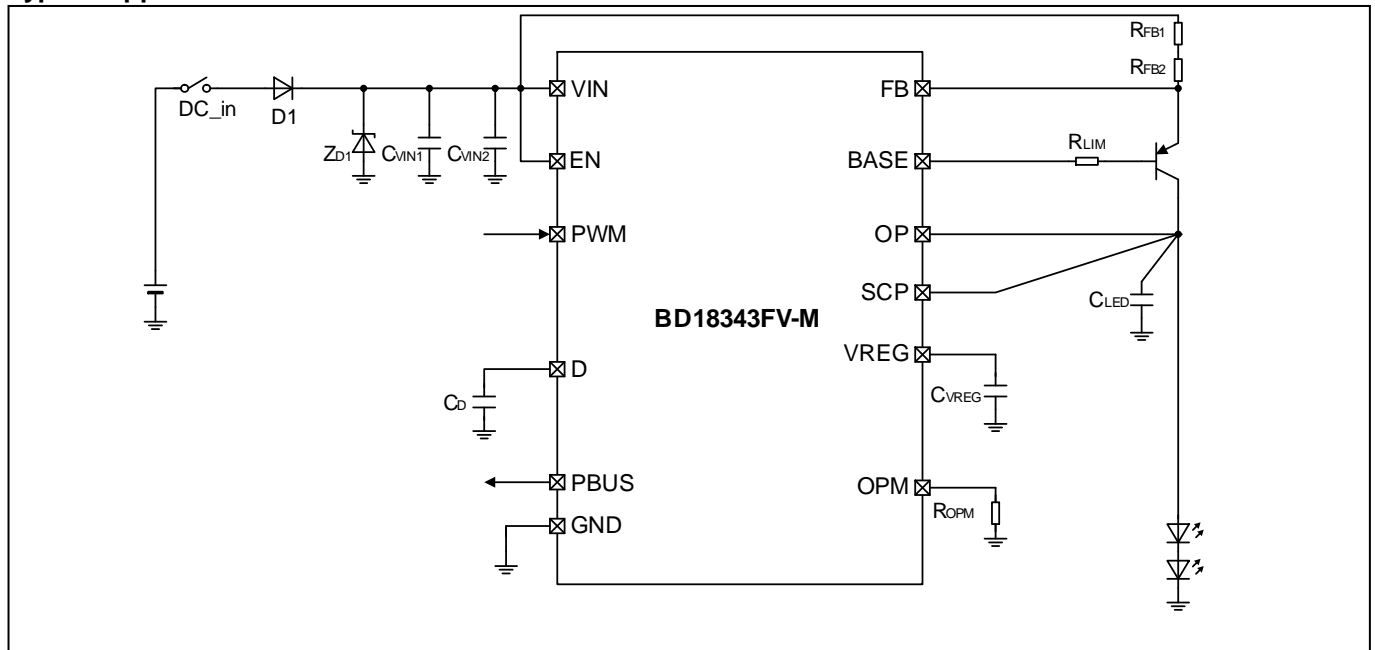 RFB1
VIN
FB
RFB2
DC_in
D1
ZD1
CVIN1
CVIN2
EN
BASE
RLIM
PWM
OP
SCP
CLED
BD18343FV-M
VREG
D
CD
CVREG
PBUS
OPM
GND
ROPM